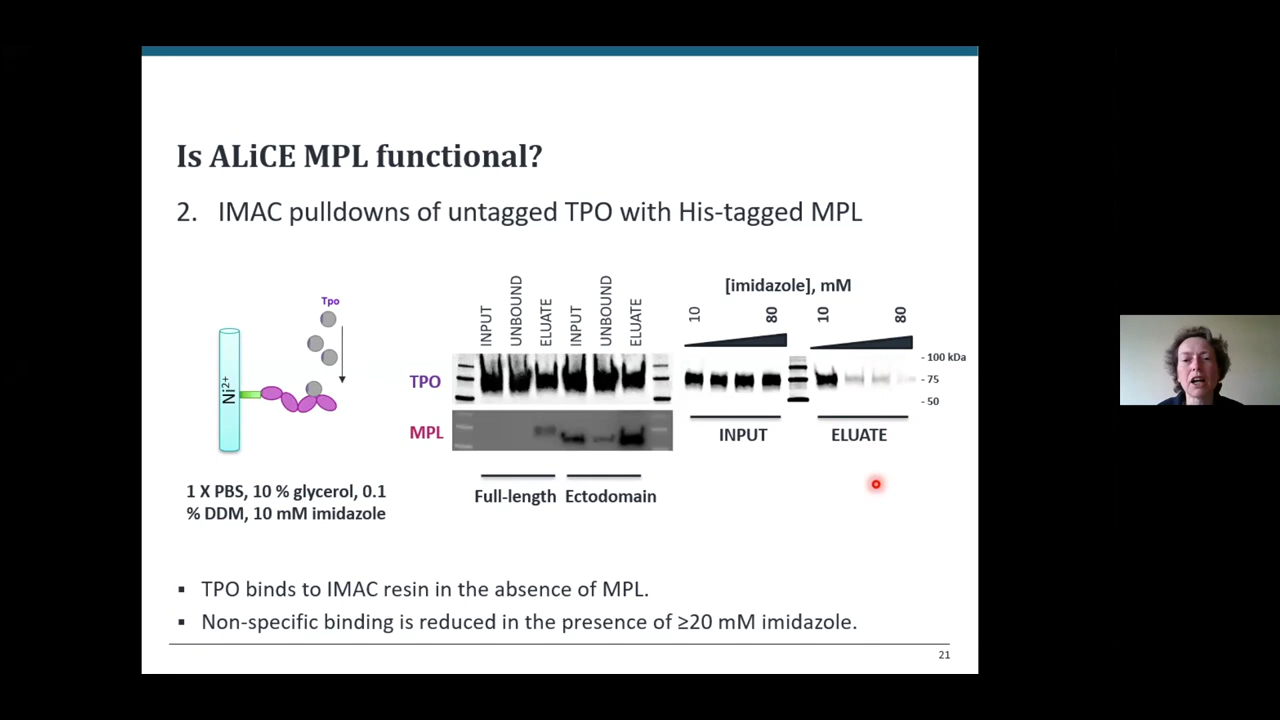 Is ALiCE MPL functional?
2. IMAC pulldowns of untagged TPO with His-tagged MPL
Tpo
Ni2+
1 X PBS, 10 % glycerol, 0.1
% DDM, 10 mM imidazole
INPUT
UNBOUND
ELUATE
INPUT
UNBOUND
ELUATE
TPO
MPL
Full-length
Ectodomain
[imidazole], mM
10
80
10
80
- 100 kDa
- 75
- 50
INPUT
ELUATE
▪ TPO binds to IMAC resin in the absence of MPL.
▪ Non-specific binding is reduced in the presence of ≥20 mM imidazole.
21